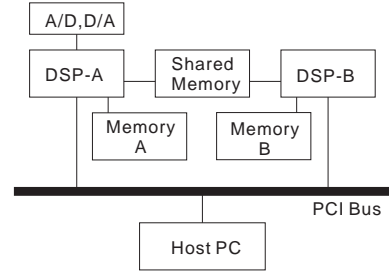 A/D,D/A
DSP-A
Shared
Memory
DSP-B
Memory
A
Memory
B
PCI Bus
Host PC